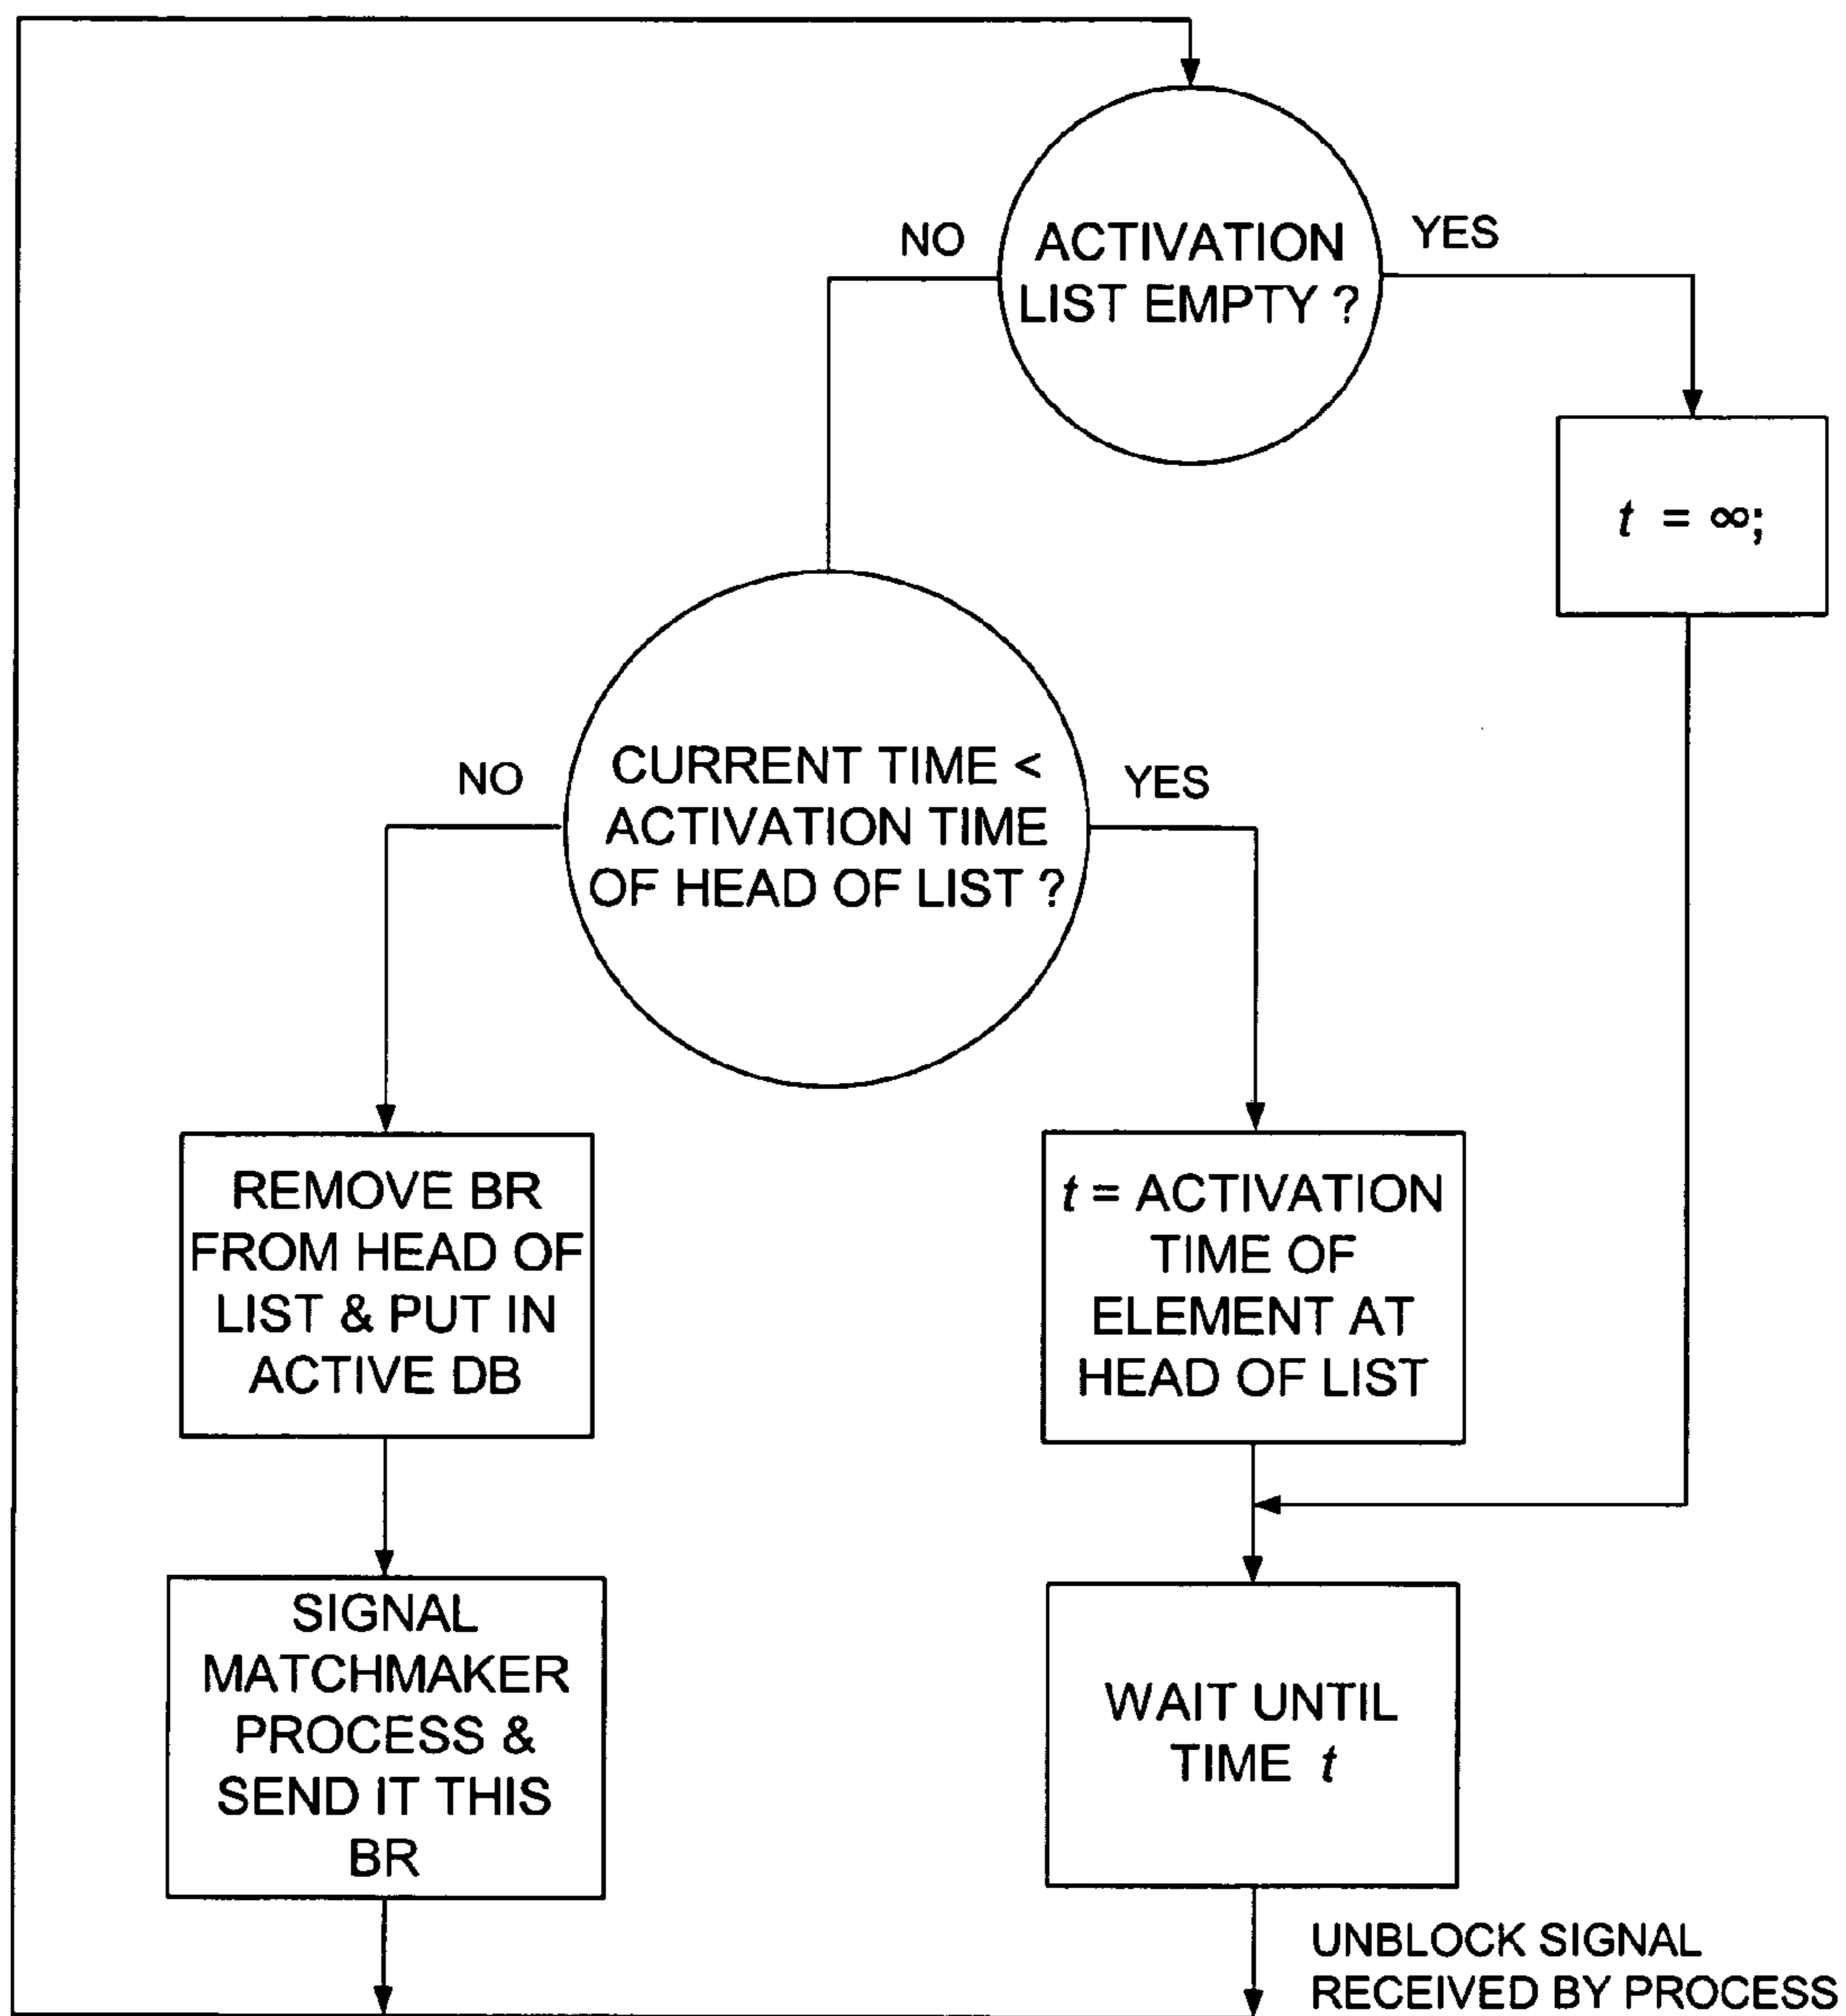 NO
ACTIVATION
LIST EMPTY ?
YES
t = ∞;
NO
CURRENT TIME <
ACTIVATION TIME
OF HEAD OF LIST ?
YES
REMOVE BR
FROM HEAD OF
LIST & PUT IN
ACTIVE DB
t = ACTIVATION
TIME OF
ELEMENT AT
HEAD OF LIST
SIGNAL
MATCHMAKER
PROCESS &
SEND IT THIS
BR
WAIT UNTIL
TIME t
UNBLOCK SIGNAL
RECEIVED BY PROCESS